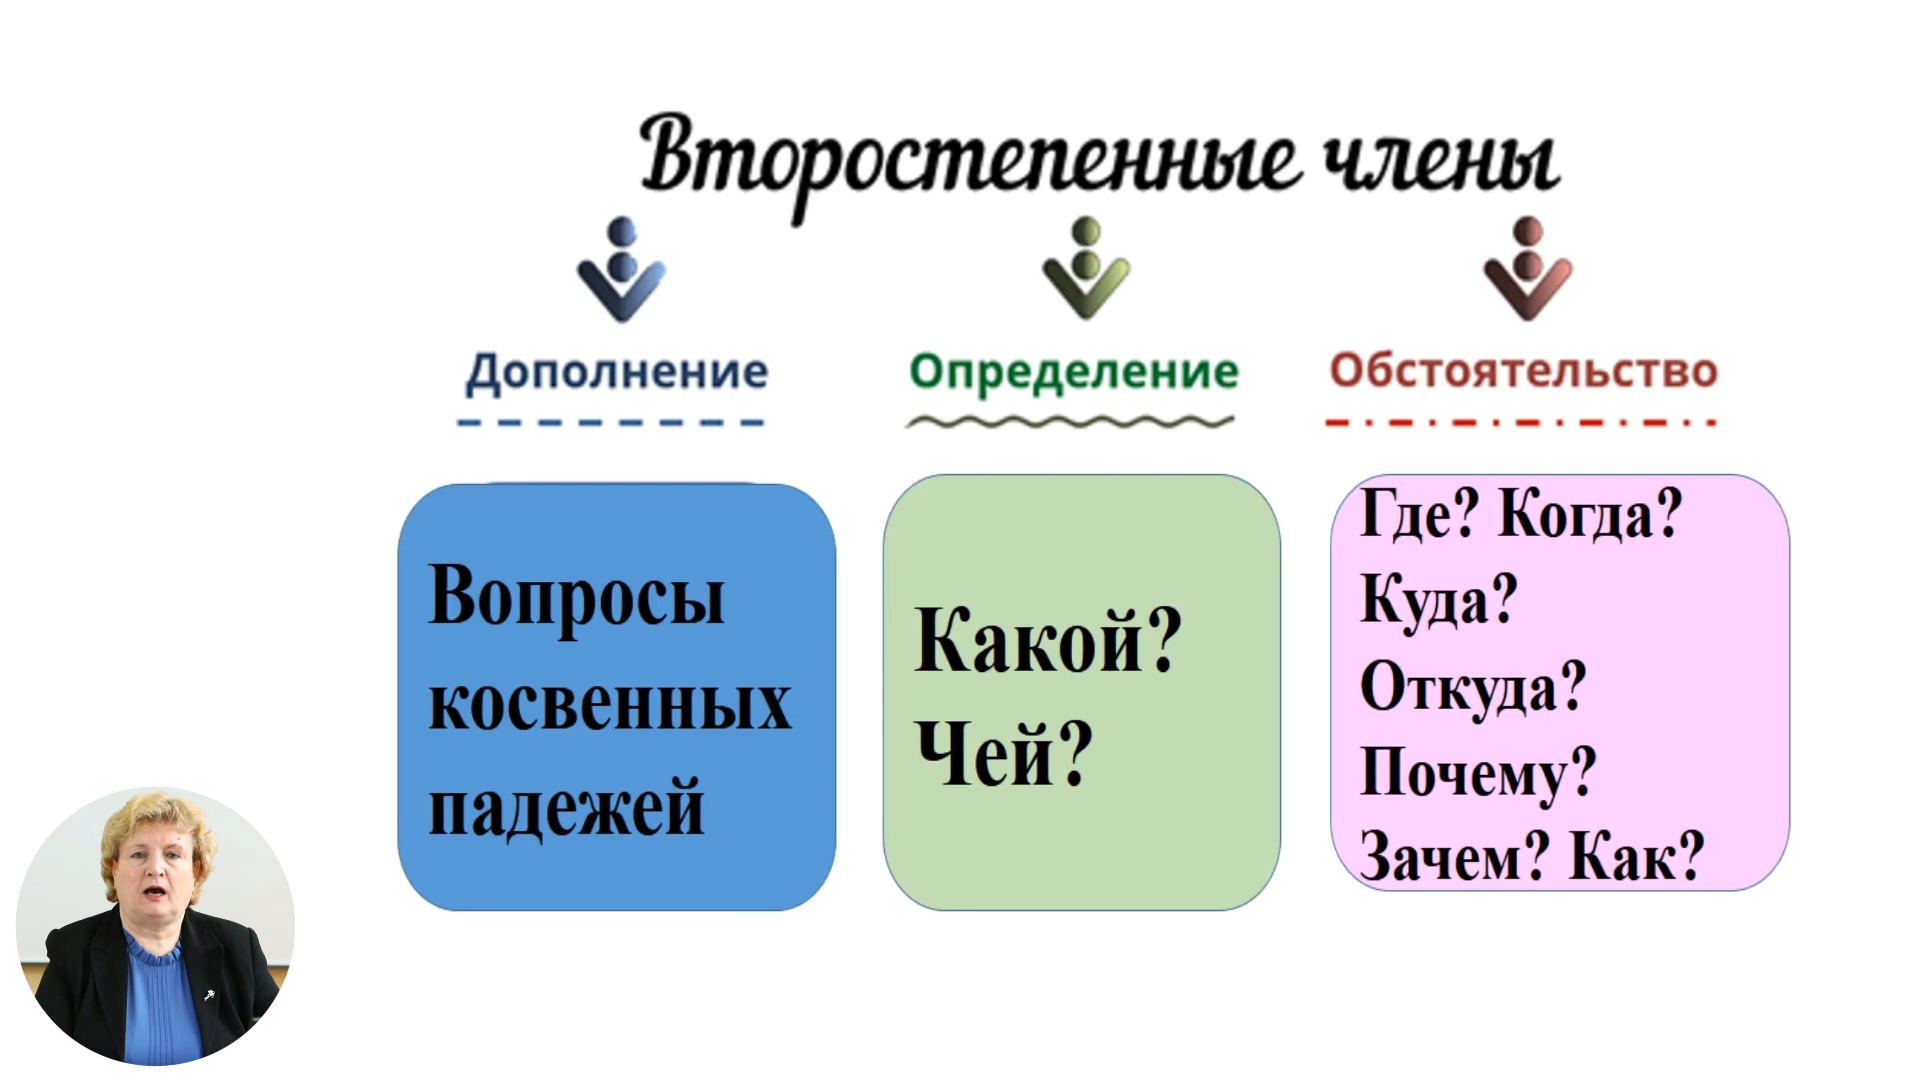 Второстепенные члены
Дополнение
Определение
Обстоятельство
Вопросы
косвенных
падежей
Какой?
Чей?
Где? Когда?
Куда?
Откуда?
Почему?
Зачем? Как?